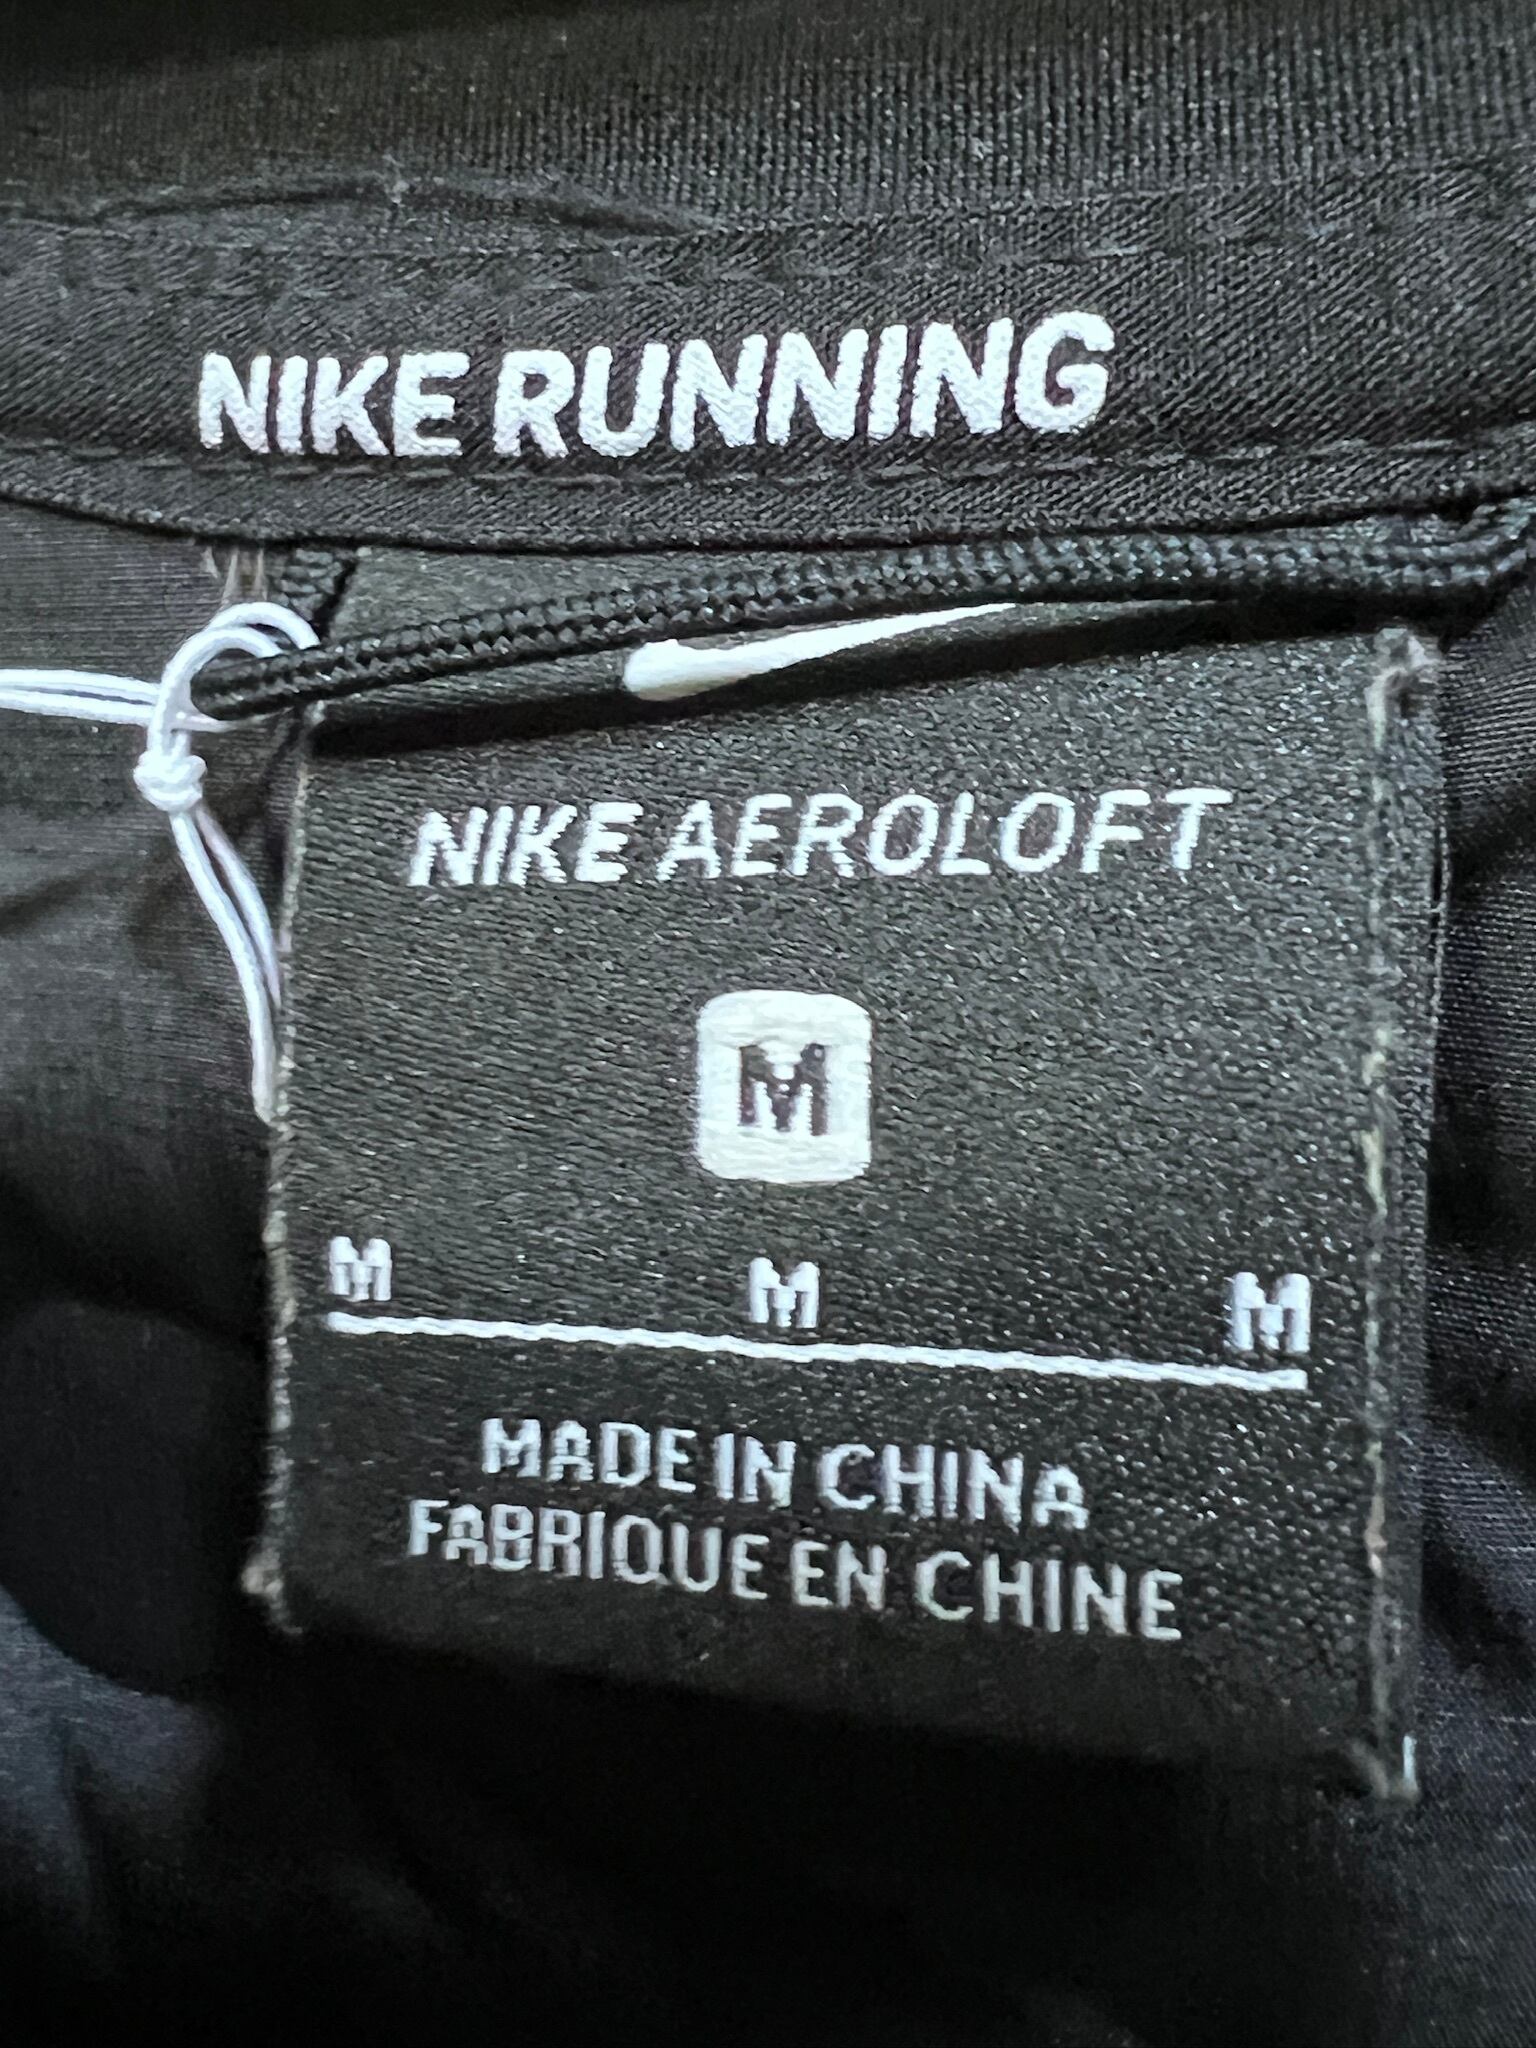 NIKE RUNNING
NIKE AEROLOFT
M
M M M
MADE IN CHINA
FABRIQUE EN CHINE